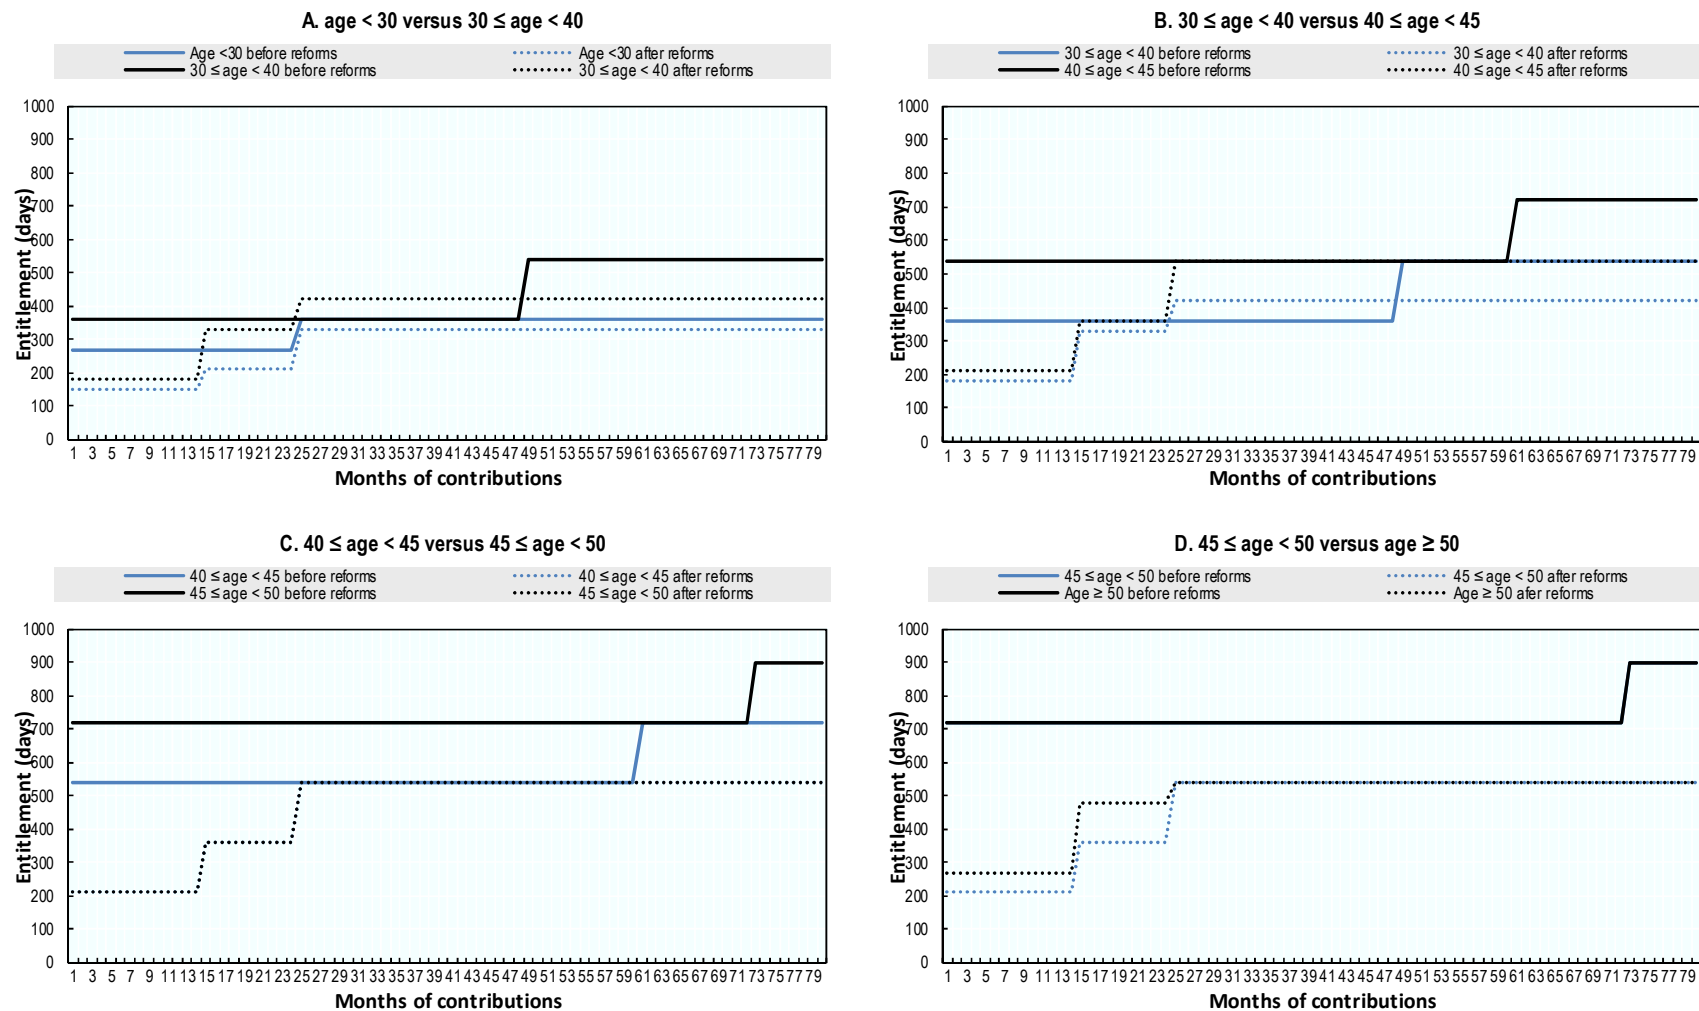 A. age < 30 versus 30 ≤ age < 40
Age <30 before reforms
Age <30 after reforms
30 ≤ age < 40 before reforms
30 ≤ age < 40 after reforms
Entitlement (days)
1000
900
800
700
600
500
400
300
200
100
0
1 3 5 7 9 11 13 15 17 19 21 23 25 27 29 31 33 35 37 39 41 43 45 47 49 51 53 55 57 59 61 63 65 67 69 71 73 75 77 79
Months of contributions
B. 30 ≤ age < 40 versus 40 ≤ age < 45
30 ≤ age < 40 before reforms
30 ≤ age < 40 after reforms
40 ≤ age < 45 before reforms
40 ≤ age < 45 after reforms
Entitlement (days)
1000
900
800
700
600
500
400
300
200
100
0
1 3 5 7 9 11 13 15 17 19 21 23 25 27 29 31 33 35 37 39 41 43 45 47 49 51 53 55 57 59 61 63 65 67 69 71 73 75 77 79
Months of contributions
C. 40 ≤ age < 45 versus 45 ≤ age < 50
40 ≤ age < 45 before reforms
40 ≤ age < 45 after reforms
45 ≤ age < 50 before reforms
45 ≤ age < 50 after reforms
Entitlement (days)
1000
900
800
700
600
500
400
300
200
100
0
1 3 5 7 9 11 13 15 17 19 21 23 25 27 29 31 33 35 37 39 41 43 45 47 49 51 53 55 57 59 61 63 65 67 69 71 73 75 77 79
Months of contributions
D. 45 ≤ age < 50 versus age ≥ 50
45 ≤ age < 50 before reforms
45 ≤ age < 50 after reforms
Age ≥ 50 before reforms
Age ≥ 50 afer reforms
Entitlement (days)
1000
900
800
700
600
500
400
300
200
100
0
1 3 5 7 9 11 13 15 17 19 21 23 25 27 29 31 33 35 37 39 41 43 45 47 49 51 53 55 57 59 61 63 65 67 69 71 73 75 77 79
Months of contributions